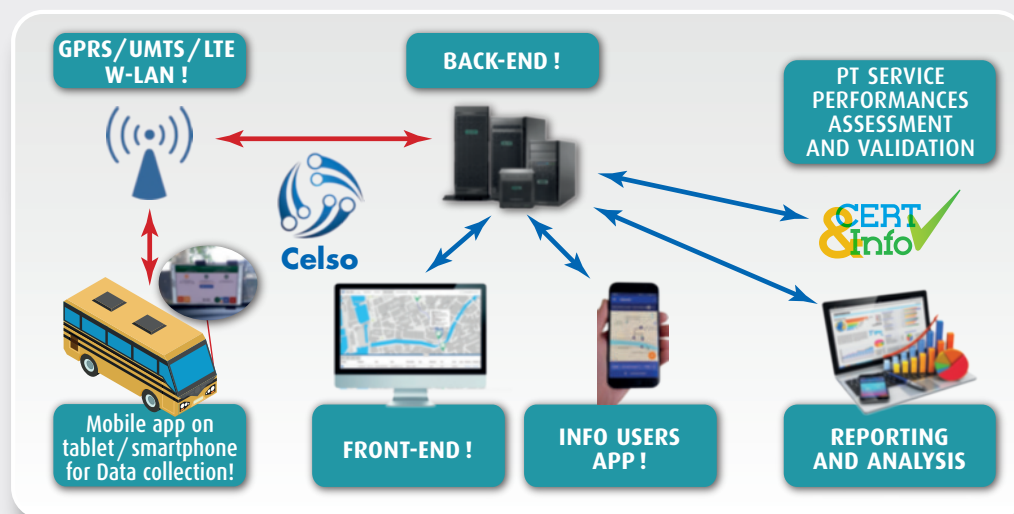 GPRS/UMTS/LTE
W-LAN !
BACK-END !
PT SERVICE
PERFORMANCES
ASSESSMENT
AND VALIDATION
Celso
CERT
&Info
Mobile app on
tablet/smartphone
for Data collection!
FRONT-END !
INFO USERS
APP !
REPORTING
AND ANALYSIS